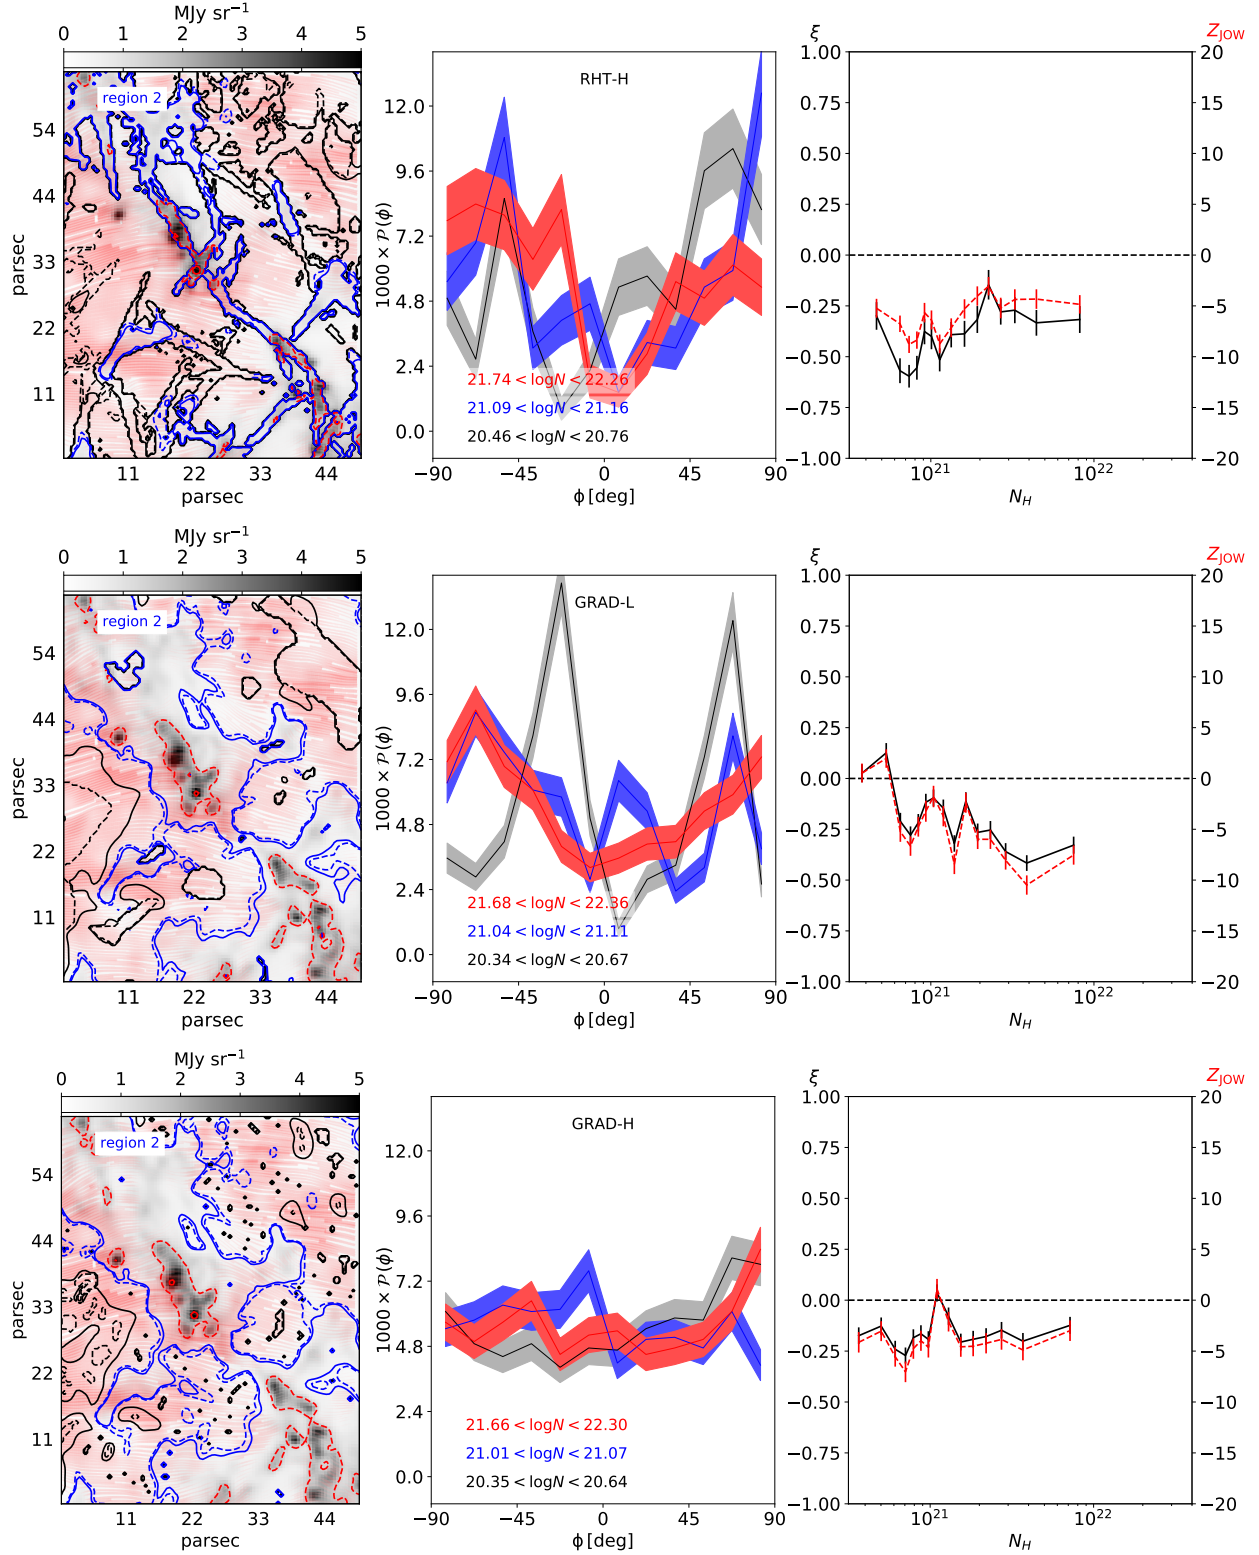 MJy sr⁻¹
0 1 2 3 4 5
region 2
parsec
54
44
33
22
11
11 22 33 44
parsec
RHT-H
1000 × P(ϕ)
12.0
9.6
7.2
4.8
2.4
0.0
21.74 < logN < 22.26
21.09 < logN < 21.16
20.46 < logN < 20.76
−90 −45 0 45 90
ϕ [deg]
ξ
Z_JOW
1.00
0.75
0.50
0.25
0.00
−0.25
−0.50
−0.75
−1.00
20
15
10
5
0
−5
−10
−15
−20
10²¹ 10²²
N_H
MJy sr⁻¹
0 1 2 3 4 5
region 2
parsec
54
44
33
22
11
11 22 33 44
parsec
GRAD-L
1000 × P(ϕ)
12.0
9.6
7.2
4.8
2.4
0.0
21.68 < logN < 22.36
21.04 < logN < 21.11
20.34 < logN < 20.67
−90 −45 0 45 90
ϕ [deg]
ξ
Z_JOW
1.00
0.75
0.50
0.25
0.00
−0.25
−0.50
−0.75
−1.00
20
15
10
5
0
−5
−10
−15
−20
10²¹ 10²²
N_H
MJy sr⁻¹
0 1 2 3 4 5
region 2
parsec
54
44
33
22
11
11 22 33 44
parsec
GRAD-H
1000 × P(ϕ)
12.0
9.6
7.2
4.8
2.4
0.0
21.66 < logN < 22.30
21.01 < logN < 21.07
20.35 < logN < 20.64
−90 −45 0 45 90
ϕ [deg]
ξ
Z_JOW
1.00
0.75
0.50
0.25
0.00
−0.25
−0.50
−0.75
−1.00
20
15
10
5
0
−5
−10
−15
−20
10²¹ 10²²
N_H